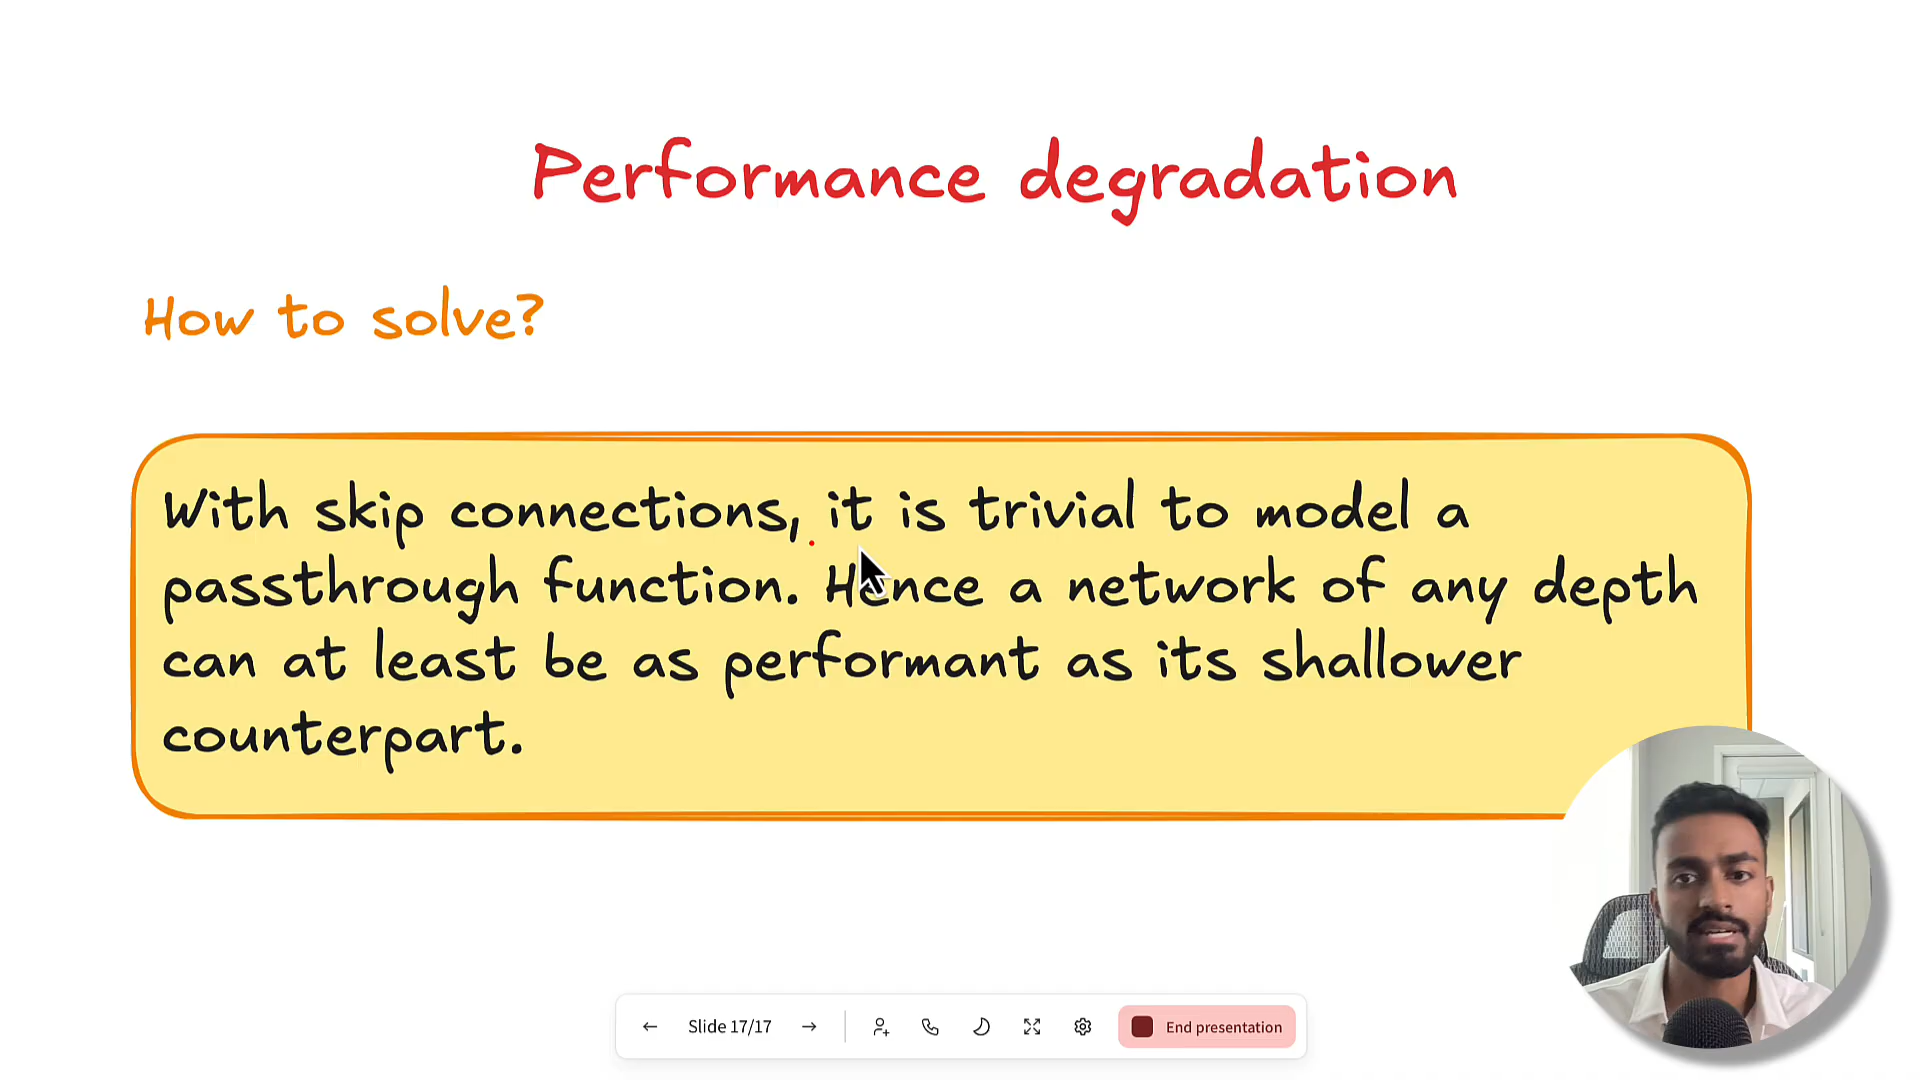 Performance degradation
How to solve?
With skip connections, it is trivial to model a
passthrough function. Hence a network of any depth
can at least be as performant as its shallower
counterpart.
Slide 17/17
End presentation